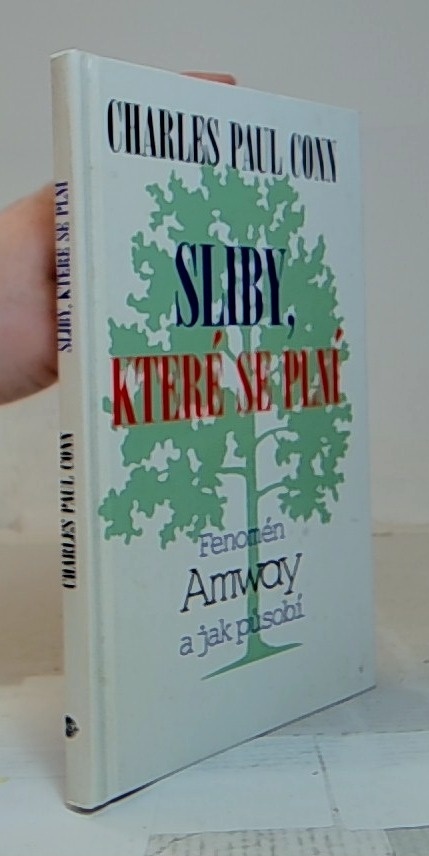 CHARLES PAUL CONN
SLIBY,
KTERÉ SE PLNÍ
Fenomén
Amway
a jak působí
SLIBY, KTERÉ SE PLNÍ
CHARLES PAUL CONN